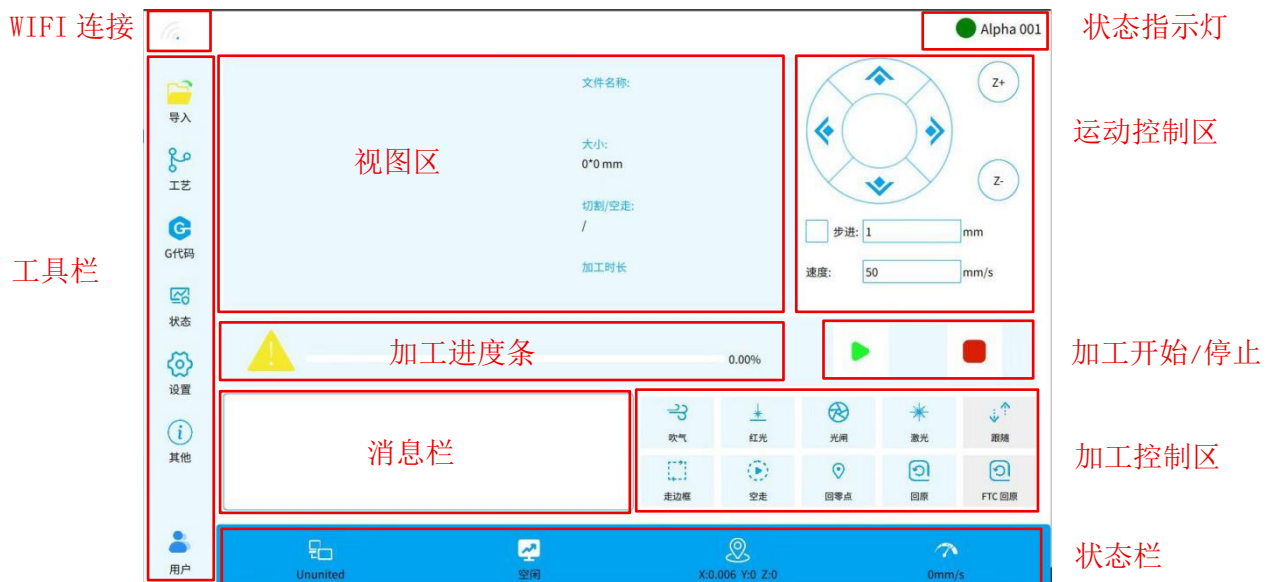 WIFI 连接
Alpha 001
状态指示灯
导入
工艺
G代码
状态
设置
其他
用户
工具栏
视图区
文件名称:
大小:
0*0 mm
切割/空走:
/
加工时长
Z+
Z-
步进: 1 mm
速度: 50 mm/s
运动控制区
加工进度条
0.00%
加工开始/停止
消息栏
吹气 红光 光闸 激光 跟随
走边框 空走 回零点 回原 FTC 回原
加工控制区
Ununited 空闲 X:0.006 Y:0 Z:0 0mm/s
状态栏